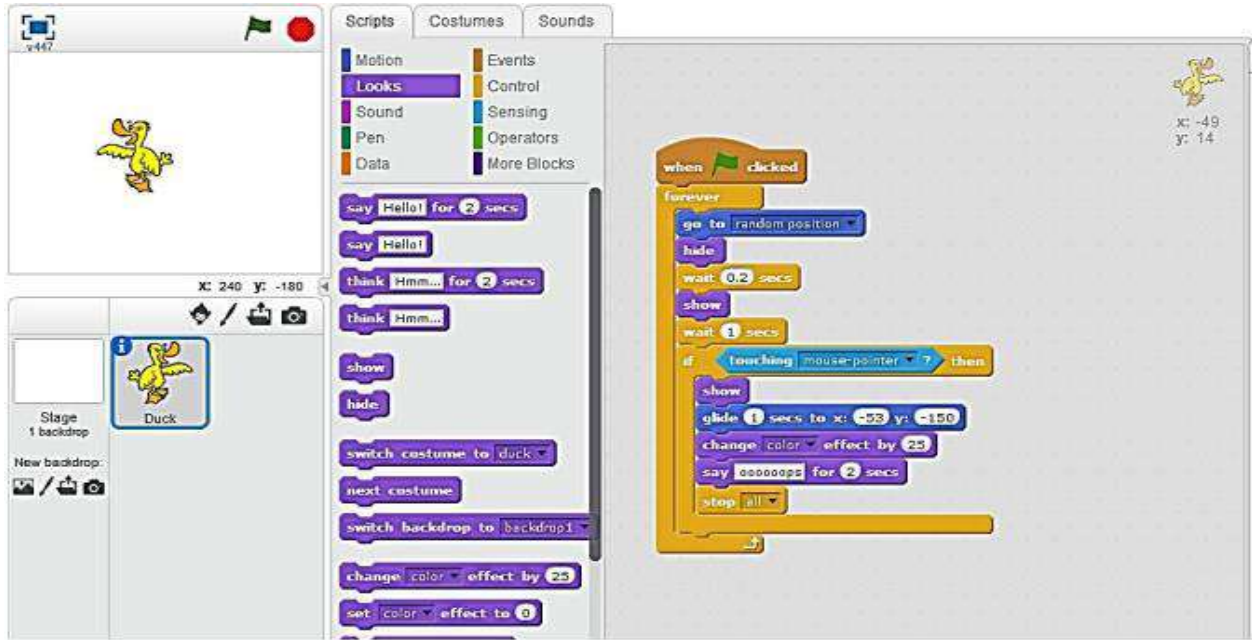 v447
x: 240 y: -180
Stage
1 backdrop
New backdrop:
Duck
Scripts Costumes Sounds
Motion Events
Looks Control
Sound Sensing
Pen Operators
Data More Blocks
say Hello! for 2 secs
say Hello!
think Hmm... for 2 secs
think Hmm...
show
hide
switch costume to duck
next costume
switch backdrop to backdrop1
change color effect by 25
set color effect to 0
x: -49
y: 14
when clicked
forever
go to random position
hide
wait 0.2 secs
show
wait 1 secs
if touching mouse-pointer ? then
show
glide 1 secs to x: -53 y: -150
change color effect by 25
say oooooops for 2 secs
stop all